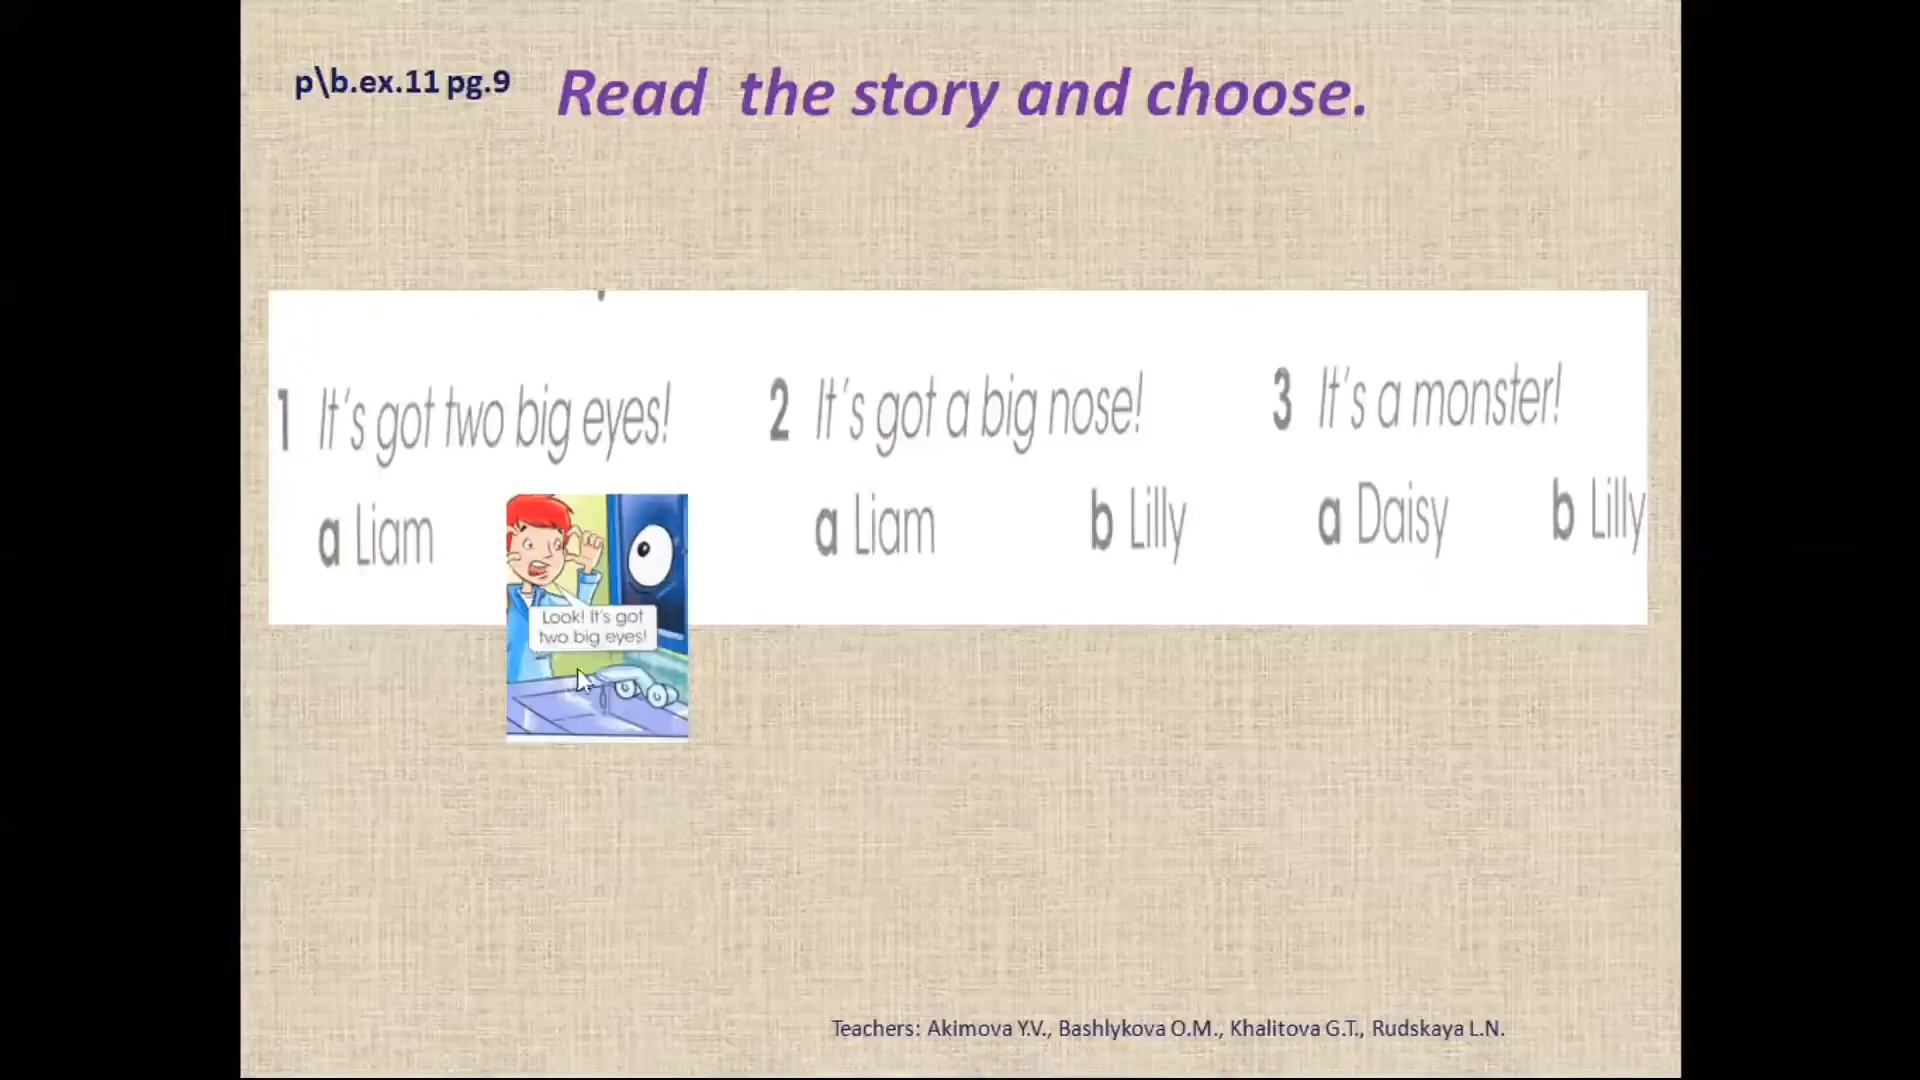 p\b.ex.11 pg.9
Read the story and choose.
1 It's got two big eyes!
a Liam
Look! It's got
two big eyes!
2 It's got a big nose!
a Liam b Lilly
3 It's a monster!
a Daisy b Lilly
Teachers: Akimova Y.V., Bashlykova O.M., Khalitova G.T., Rudskaya L.N.